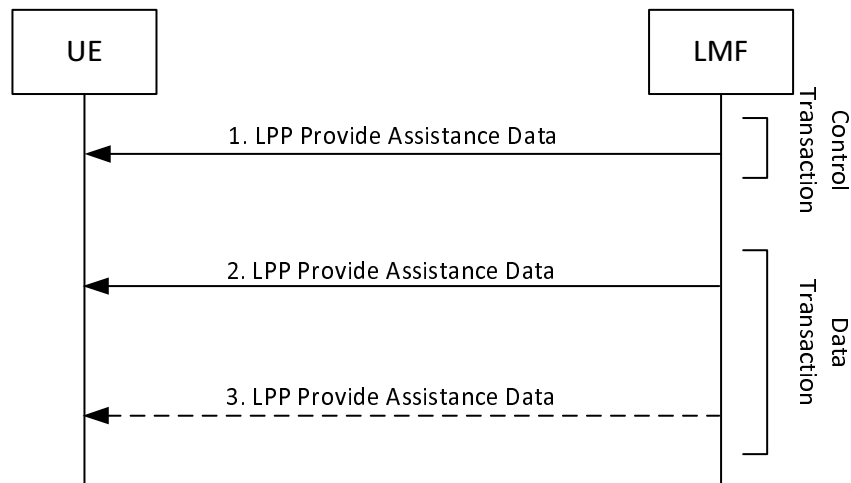 UE
LMF
1. LPP Provide Assistance Data
Control
Transaction
2. LPP Provide Assistance Data
Data
Transaction
3. LPP Provide Assistance Data